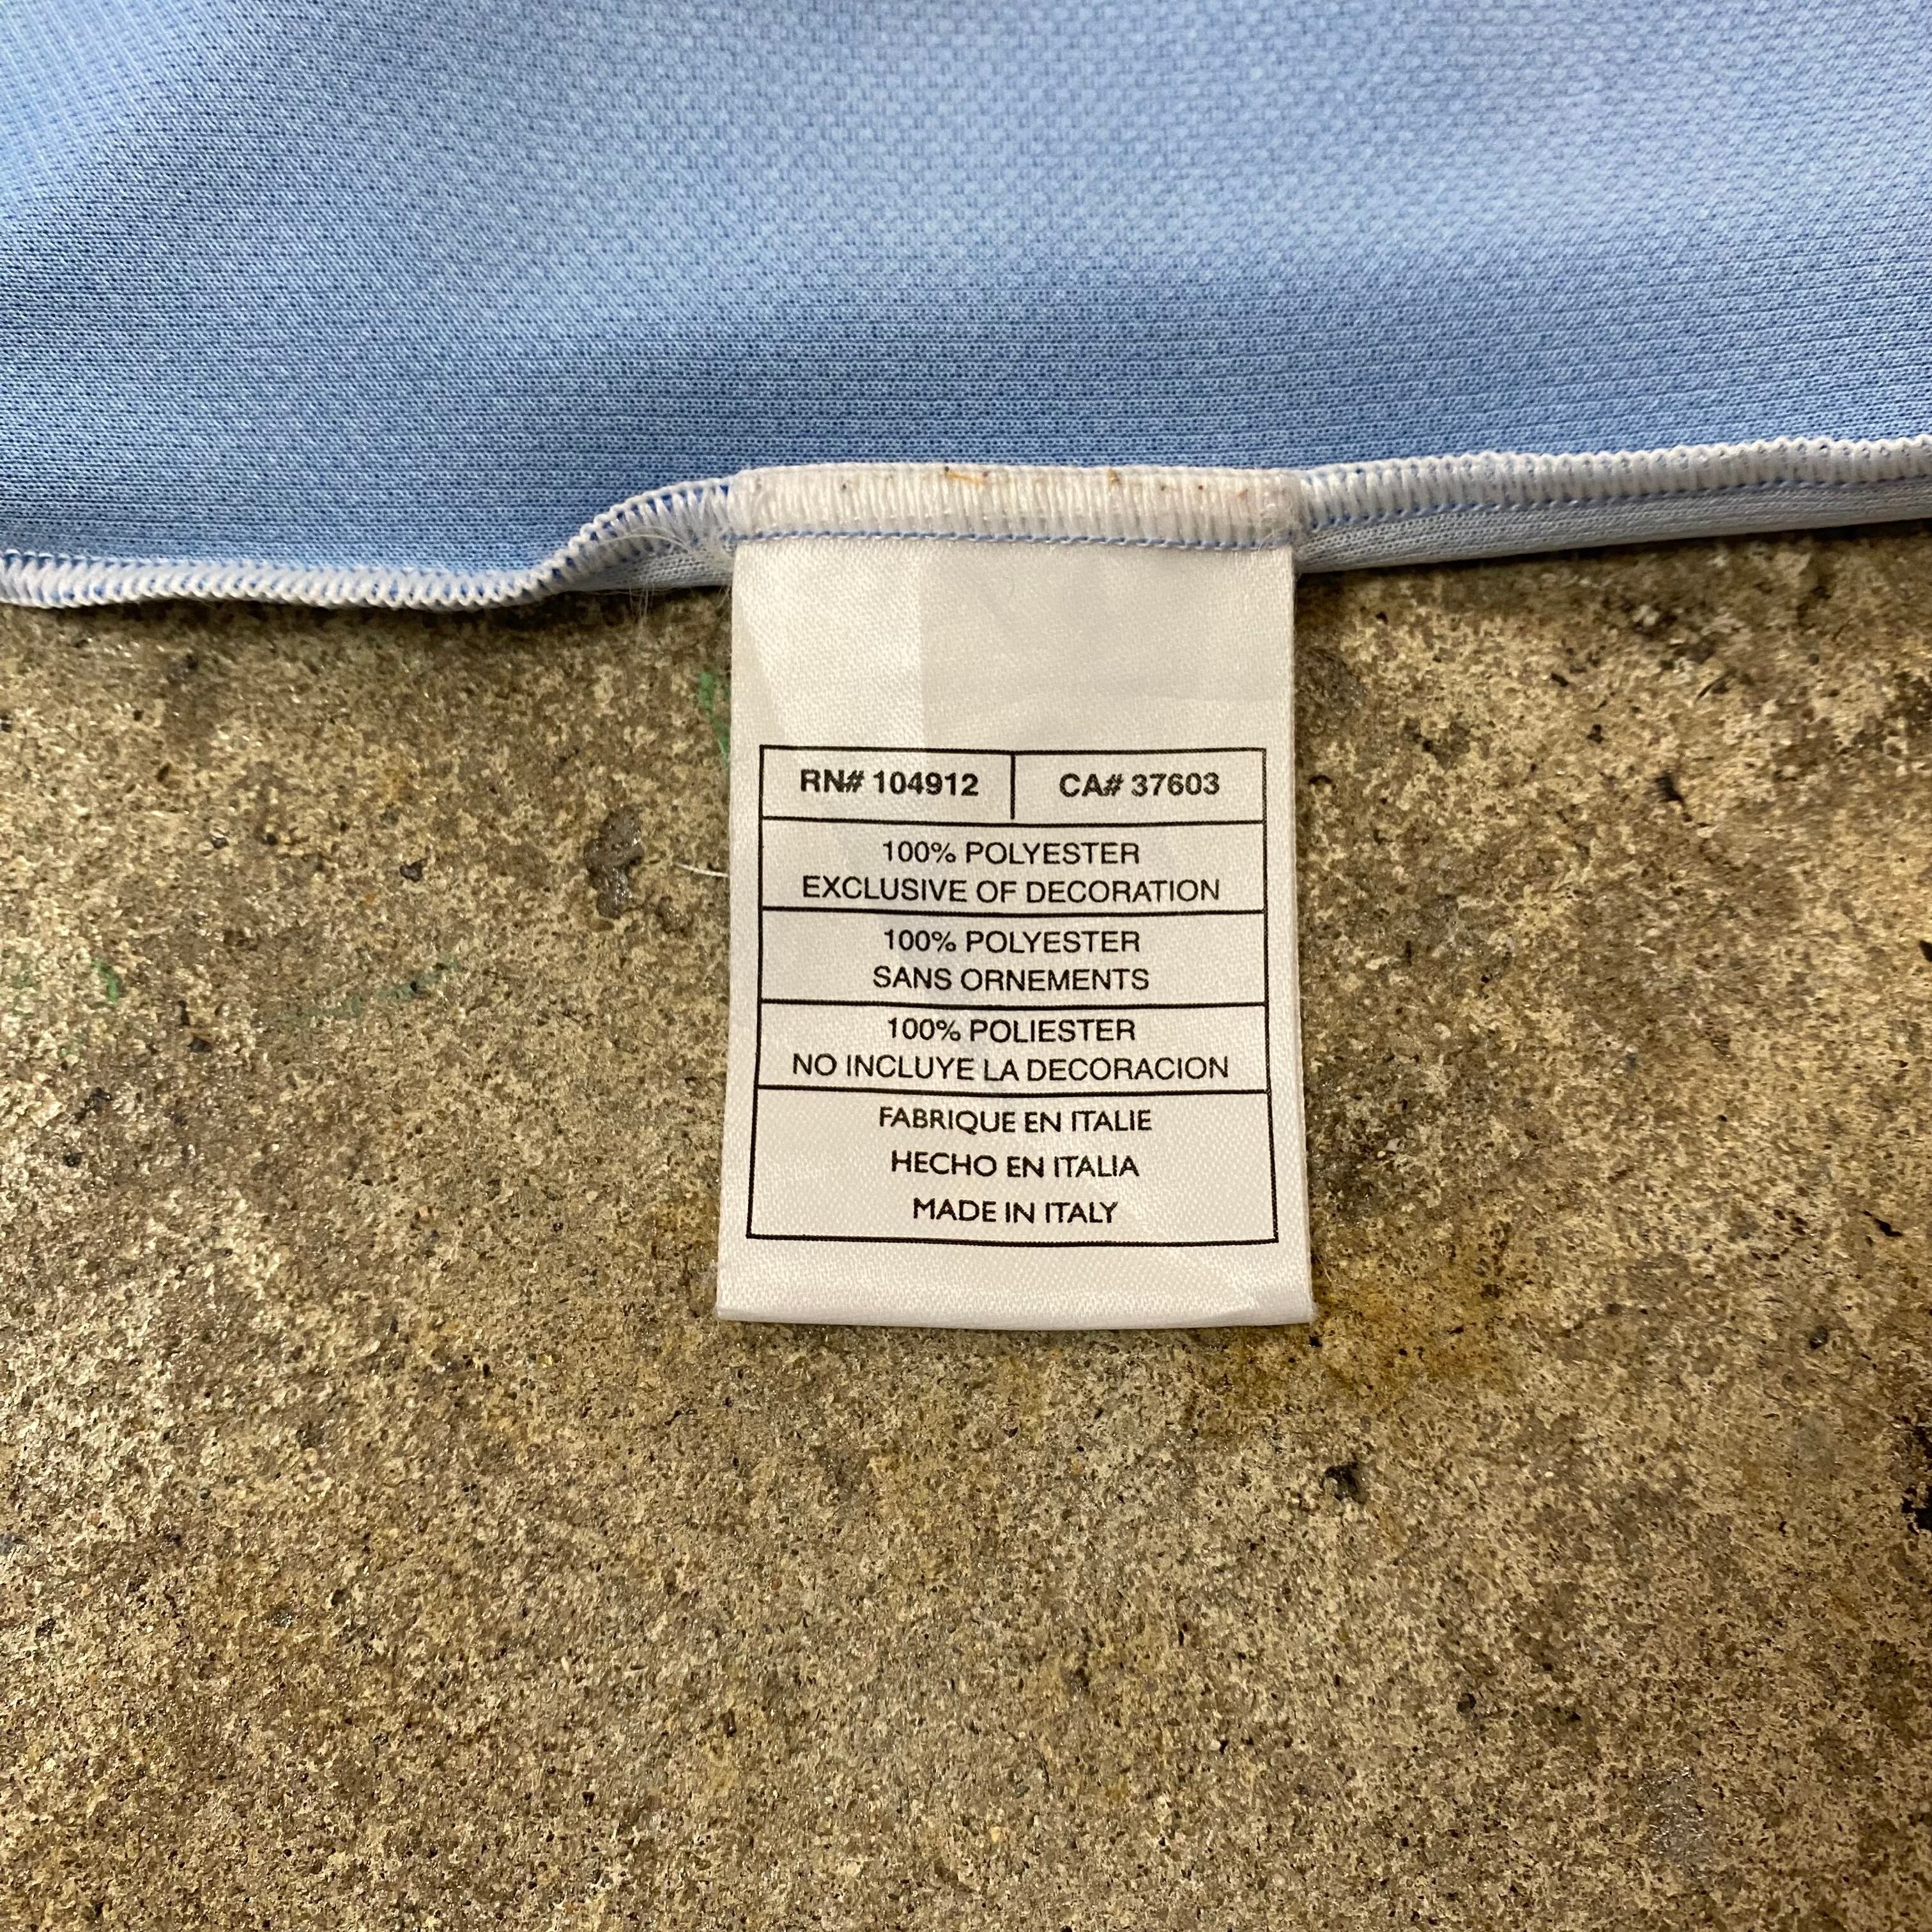 RN# 104912 CA# 37603
100% POLYESTER
EXCLUSIVE OF DECORATION
100% POLYESTER
SANS ORNEMENTS
100% POLIESTER
NO INCLUYE LA DECORACION
FABRIQUE EN ITALIE
HECHO EN ITALIA
MADE IN ITALY